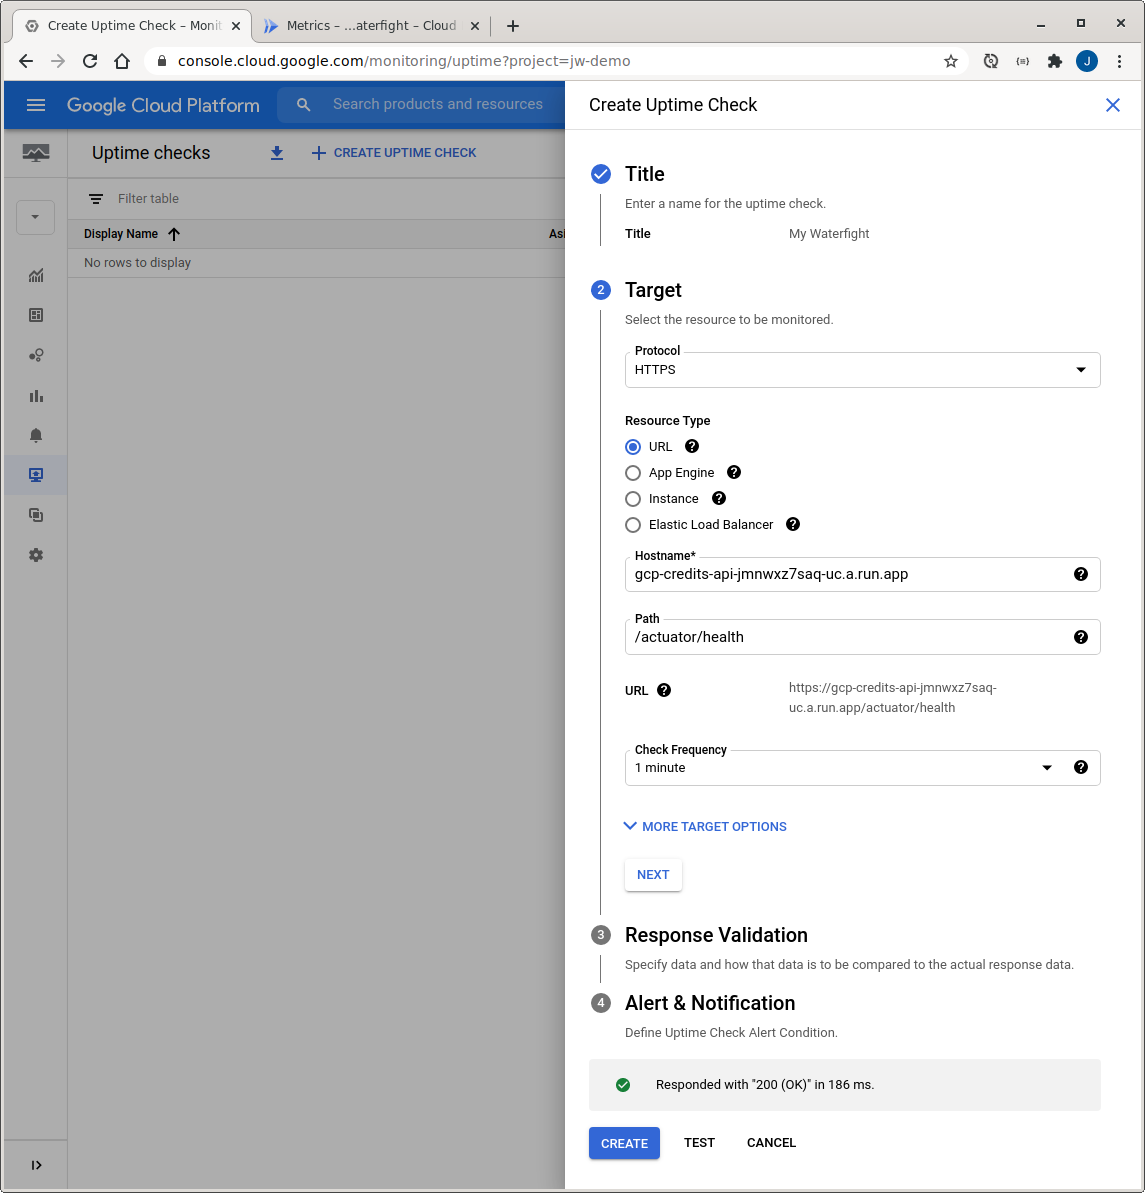 Create Uptime Check – Monit
Metrics – ...aterfight – Cloud
console.cloud.google.com/monitoring/uptime?project=jw-demo
J
Google Cloud Platform
Search products and resources
Uptime checks
CREATE UPTIME CHECK
Filter table
Display Name
No rows to display
Create Uptime Check
Title
Enter a name for the uptime check.
Title
My Waterfight
2
Target
Select the resource to be monitored.
Protocol
HTTPS
Resource Type
URL
App Engine
Instance
Elastic Load Balancer
Hostname*
gcp-credits-api-jmnwxz7saq-uc.a.run.app
Path
/actuator/health
URL
https://gcp-credits-api-jmnwxz7saq-
uc.a.run.app/actuator/health
Check Frequency
1 minute
MORE TARGET OPTIONS
NEXT
3
Response Validation
Specify data and how that data is to be compared to the actual response data.
4
Alert & Notification
Define Uptime Check Alert Condition.
Responded with "200 (OK)" in 186 ms.
CREATE
TEST
CANCEL